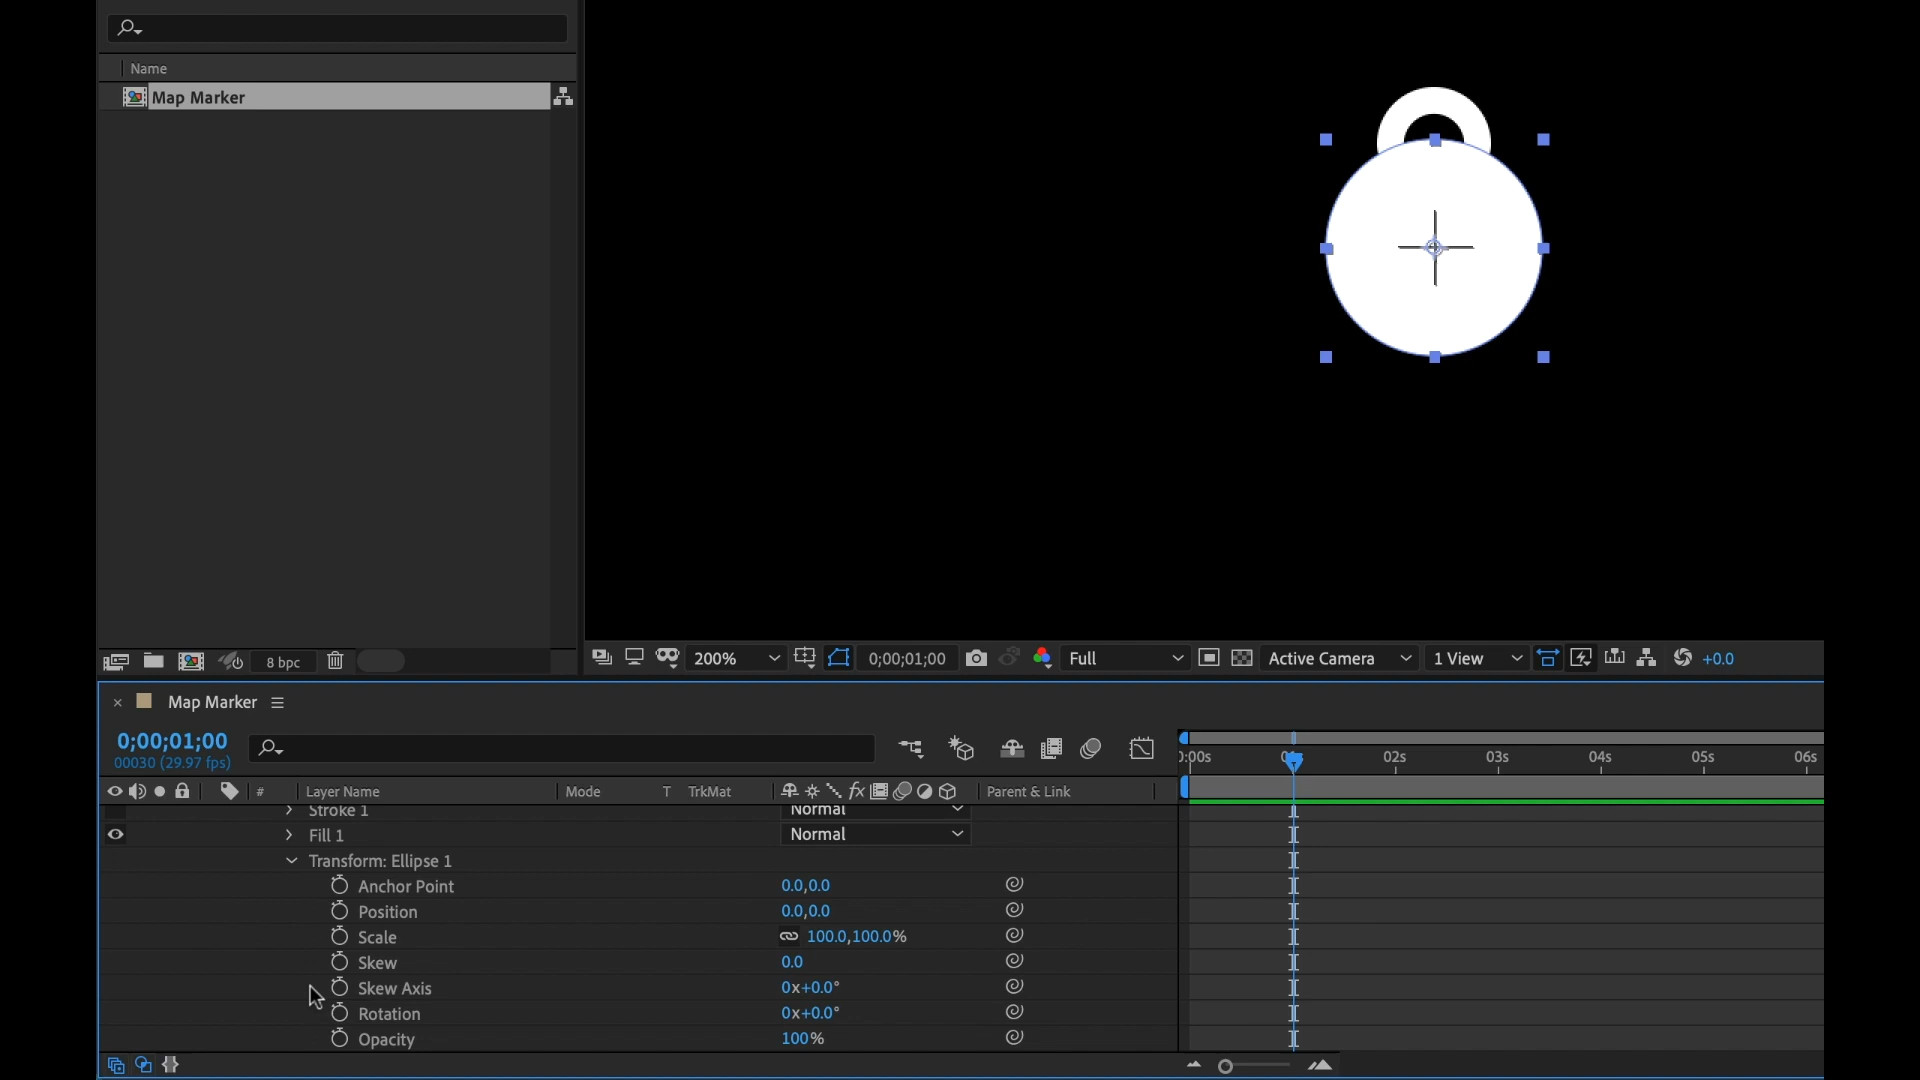 Name
Map Marker
8 bpc
200%
0;00;01;00
Full
Active Camera
1 View
+0.0
Map Marker
0;00;01;00
00030 (29.97 fps)
02s
03s
04s
05s
06s
# Layer Name Mode T TrkMat fx Parent & Link
Stroke 1 Normal
Fill 1 Normal
Transform: Ellipse 1
Anchor Point 0.0,0.0
Position 0.0,0.0
Scale 100.0,100.0%
Skew 0.0
Skew Axis 0x+0.0°
Rotation 0x+0.0°
Opacity 100%